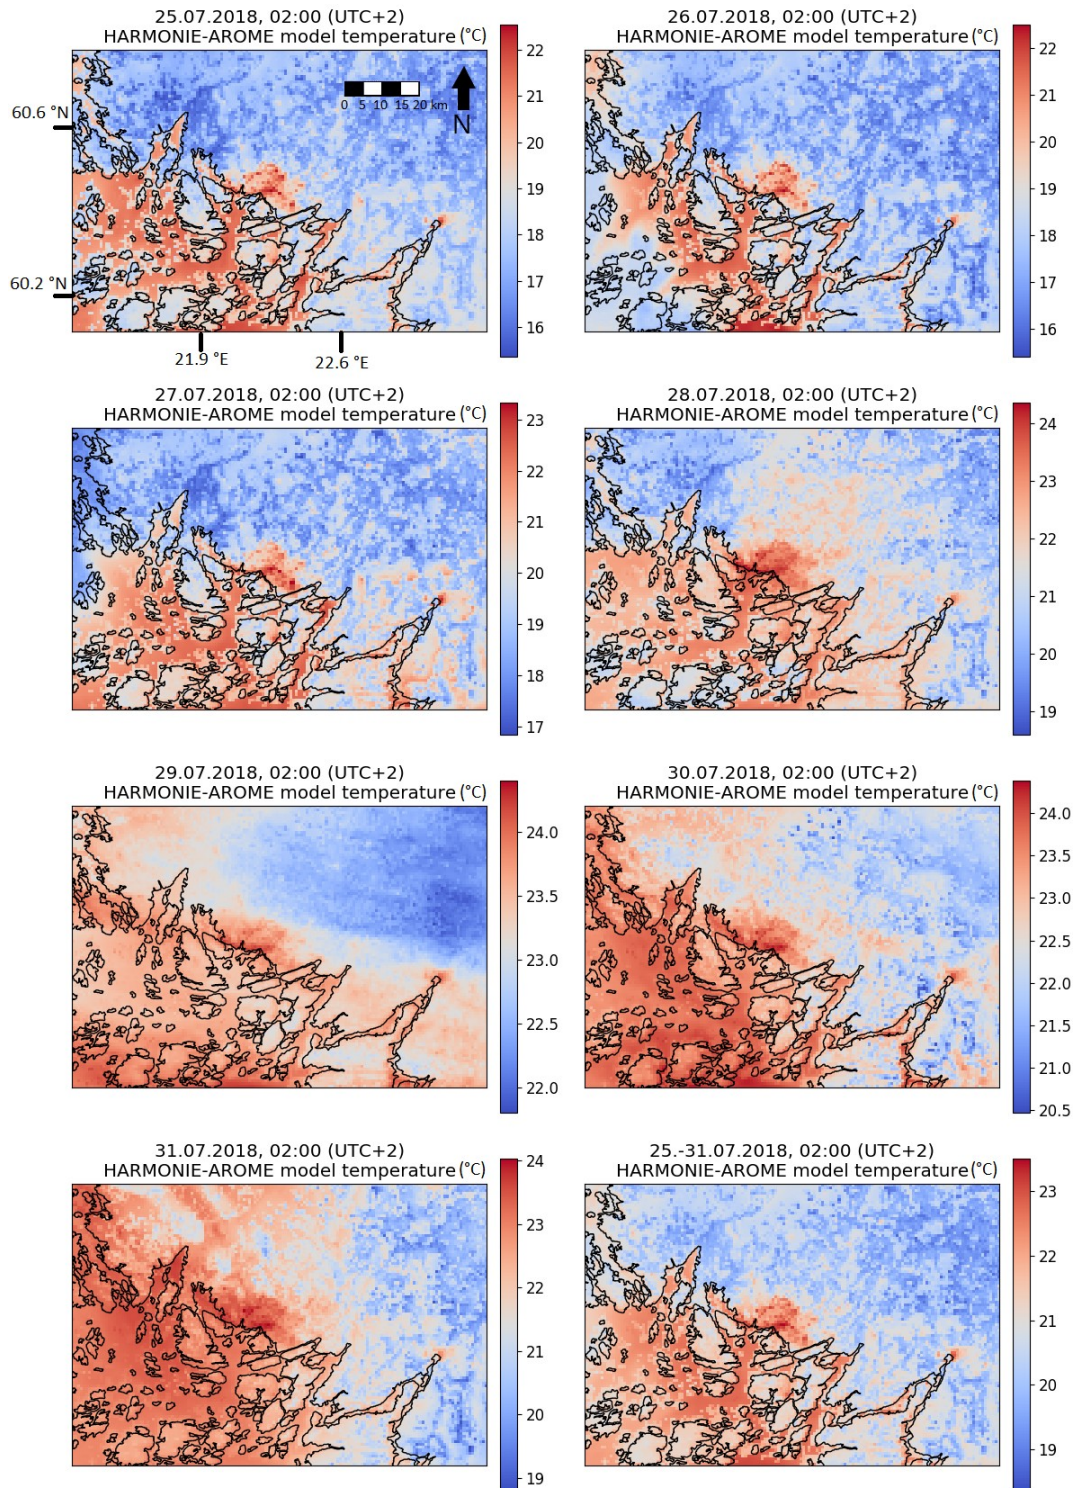 25.07.2018, 02:00 (UTC+2)
HARMONIE-AROME model temperature (°C)
22
21
20
19
18
17
16
60.6 °N
60.2 °N
21.9 °E
22.6 °E
0 5 10 15 20 km
N
26.07.2018, 02:00 (UTC+2)
HARMONIE-AROME model temperature (°C)
22
21
20
19
18
17
16
27.07.2018, 02:00 (UTC+2)
HARMONIE-AROME model temperature (°C)
23
22
21
20
19
18
17
28.07.2018, 02:00 (UTC+2)
HARMONIE-AROME model temperature (°C)
24
23
22
21
20
19
29.07.2018, 02:00 (UTC+2)
HARMONIE-AROME model temperature (°C)
24.0
23.5
23.0
22.5
22.0
30.07.2018, 02:00 (UTC+2)
HARMONIE-AROME model temperature (°C)
24.0
23.5
23.0
22.5
22.0
21.5
21.0
20.5
31.07.2018, 02:00 (UTC+2)
HARMONIE-AROME model temperature (°C)
24
23
22
21
20
19
25.-31.07.2018, 02:00 (UTC+2)
HARMONIE-AROME model temperature (°C)
23
22
21
20
19